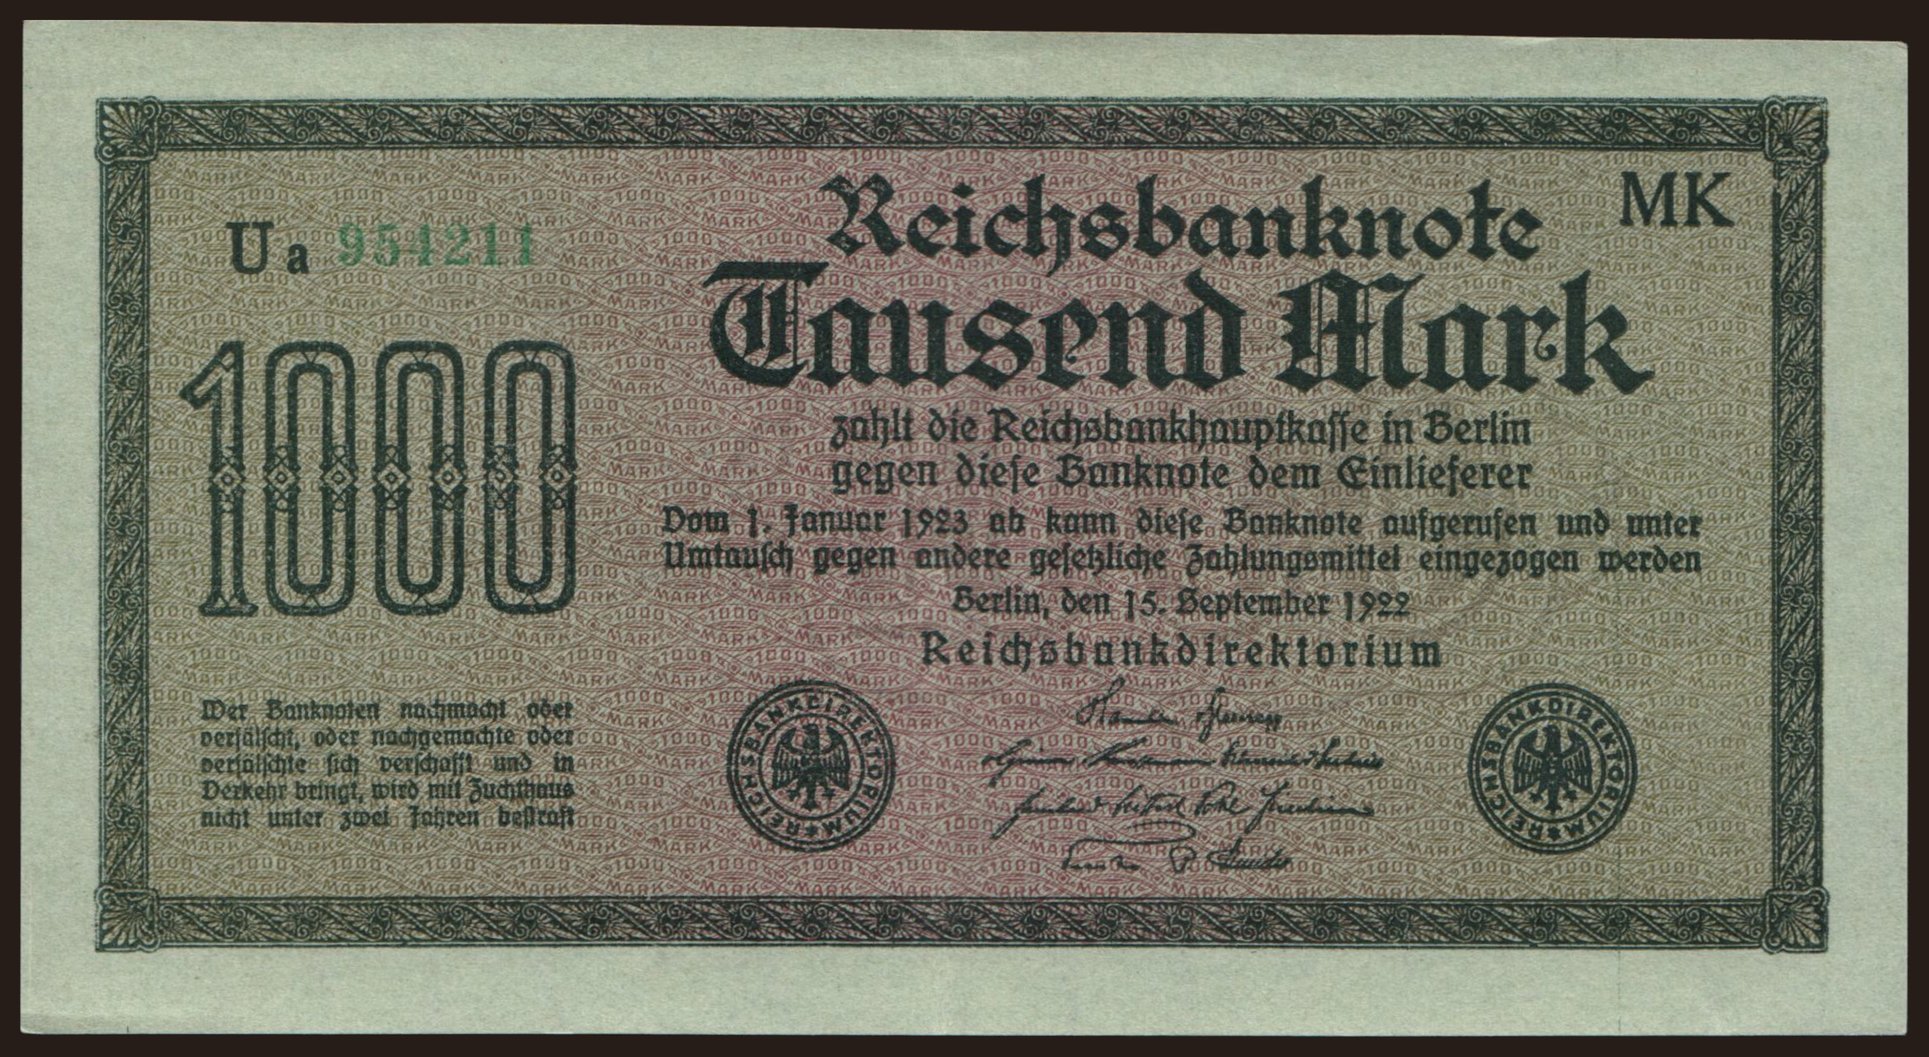 Reichsbanknote
MK
Ua 954211
Tausend Mark
1000
zahlt die Reichsbankhauptkasse in Berlin
gegen diese Banknote dem Einlieferer
Vom 1. Januar 1923 ab kann diese Banknote aufgerufen und unter
Umtausch gegen andere gesetzliche Zahlungsmittel eingezogen werden
Berlin, den 15. September 1922
Reichsbankdirektorium
Wer Banknoten nachmacht oder
verfälscht, oder nachgemachte oder
verfälschte sich verschafft und in
Verkehr bringt, wird mit Zuchthaus
nicht unter zwei Jahren bestraft
REICHSBANKDIREKTORIUM
REICHSBANKDIREKTORIUM